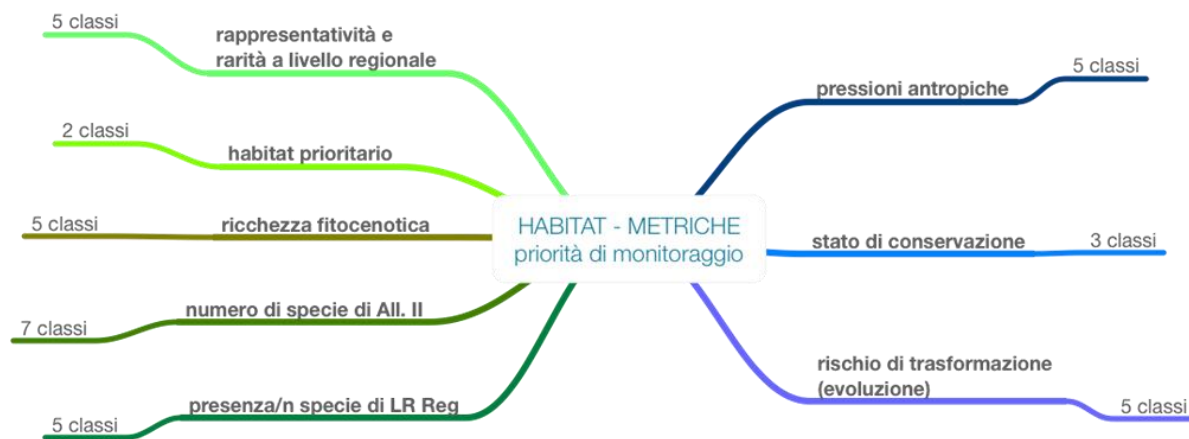 5 classi
rappresentatività e
rarità a livello regionale
2 classi
habitat prioritario
5 classi
ricchezza fitocenotica
7 classi
numero di specie di All. II
5 classi
presenza/n specie di LR Reg
HABITAT - METRICHE
priorità di monitoraggio
pressioni antropiche
5 classi
stato di conservazione
3 classi
rischio di trasformazione
(evoluzione)
5 classi